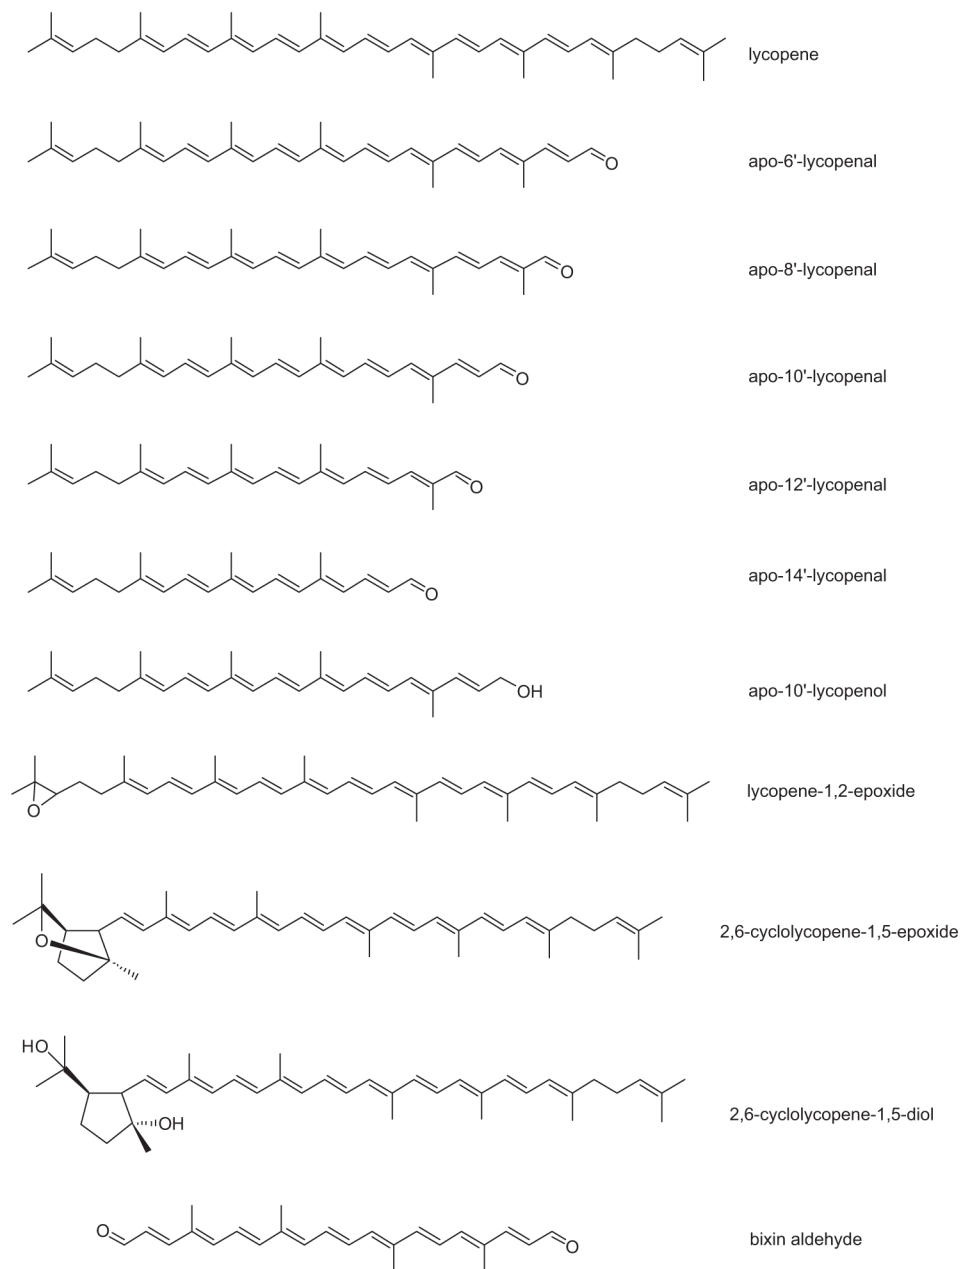 lycopene
O
apo-6'-lycopenal
O
apo-8'-lycopenal
O
apo-10'-lycopenal
O
apo-12'-lycopenal
O
apo-14'-lycopenal
OH
apo-10'-lycopenol
O
lycopene-1,2-epoxide
O
2,6-cyclolycopene-1,5-epoxide
HO
OH
2,6-cyclolycopene-1,5-diol
O
O
bixin aldehyde